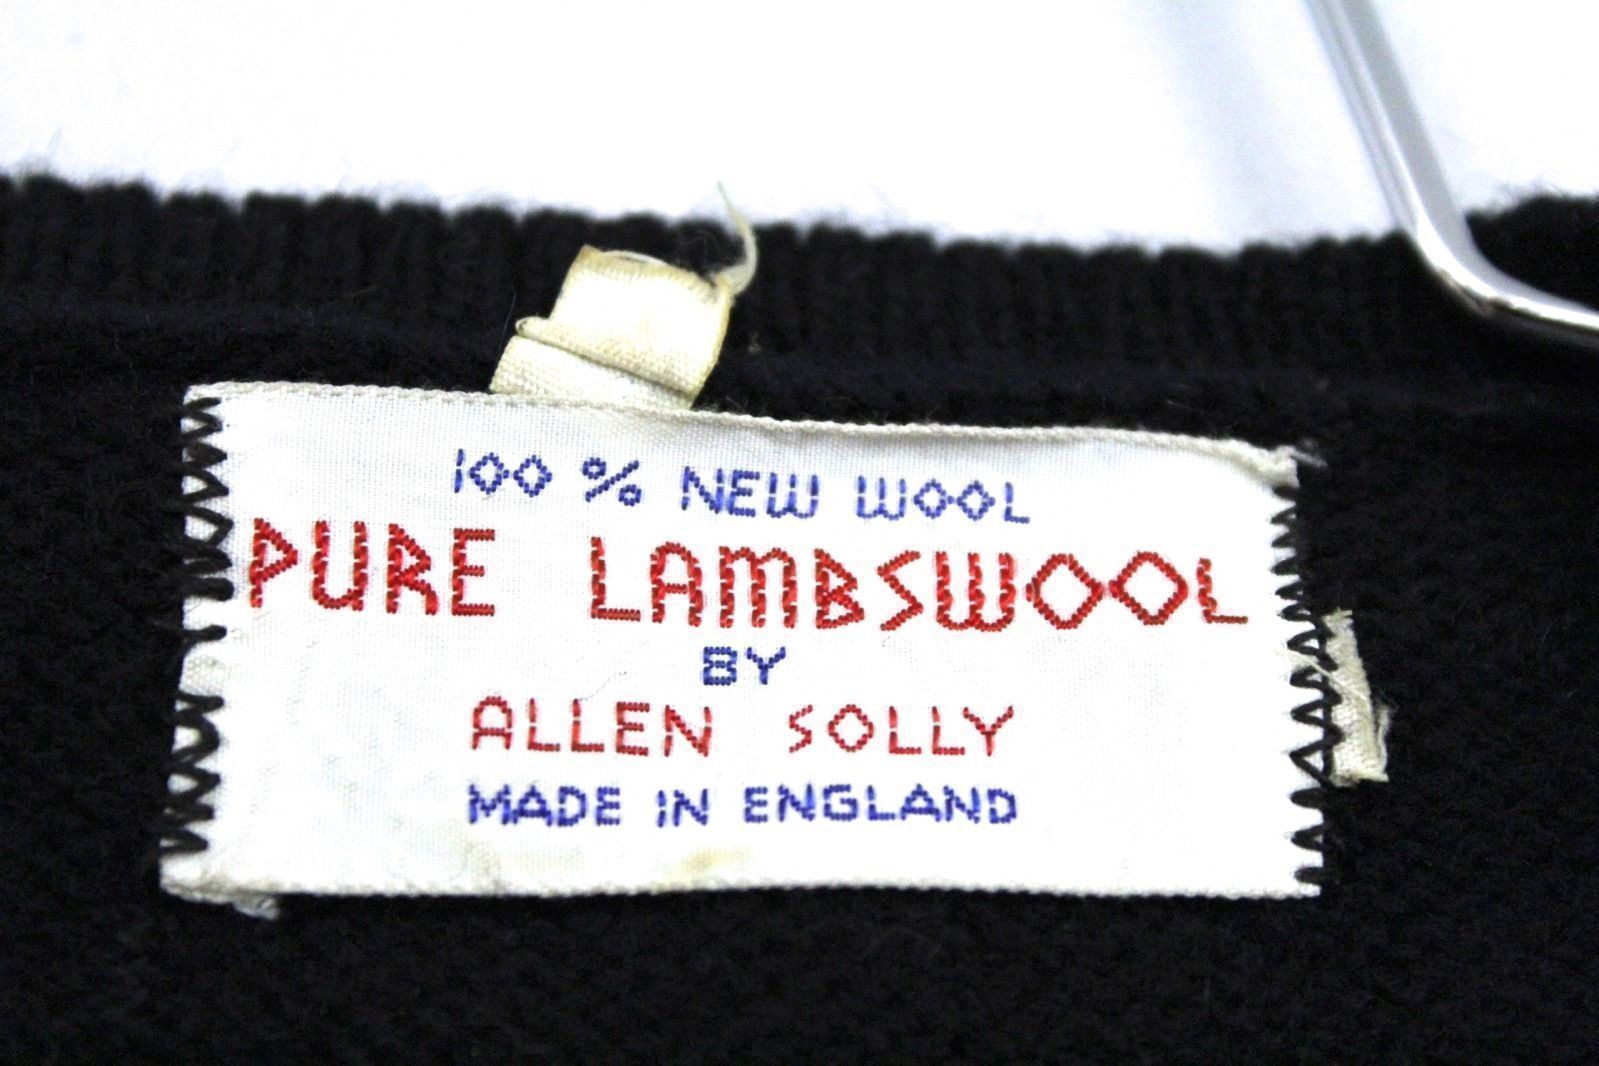 100 % NEW WOOL
PURE LAMBSWOOL
BY
ALLEN SOLLY
MADE IN ENGLAND